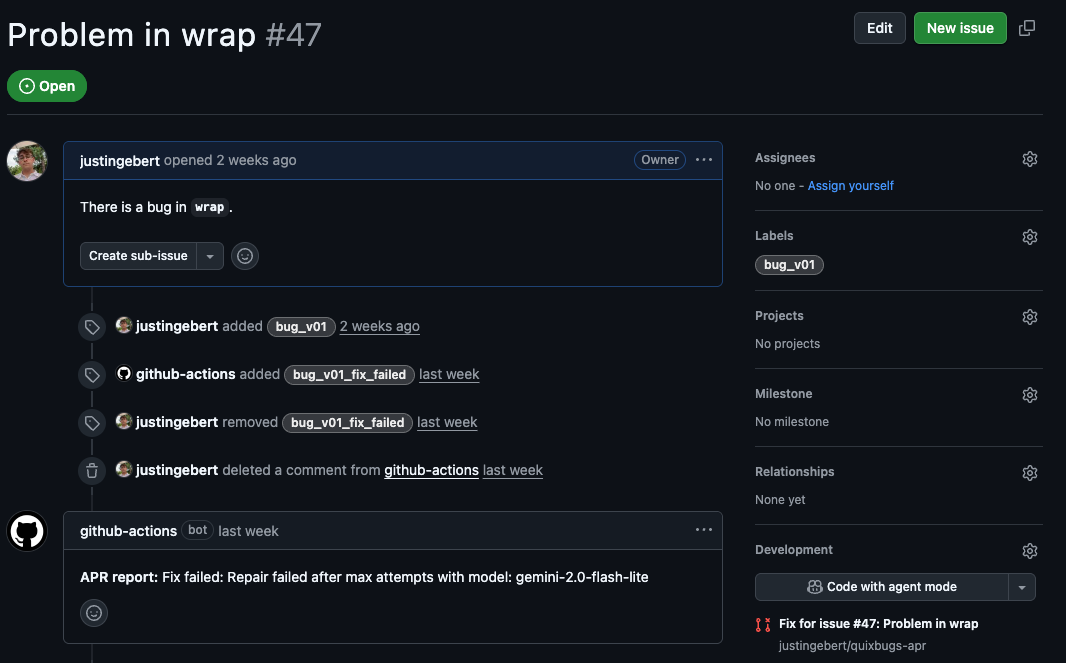 Problem in wrap #47
Edit
New issue
Open
justingebert opened 2 weeks ago
Owner
There is a bug in wrap.
Create sub-issue
justingebert added bug_v01 2 weeks ago
github-actions added bug_v01_fix_failed last week
justingebert removed bug_v01_fix_failed last week
justingebert deleted a comment from github-actions last week
github-actions bot last week
APR report: Fix failed: Repair failed after max attempts with model: gemini-2.0-flash-lite
Assignees
No one - Assign yourself
Labels
bug_v01
Projects
No projects
Milestone
No milestone
Relationships
None yet
Development
Code with agent mode
Fix for issue #47: Problem in wrap
justingebert/quixbugs-apr